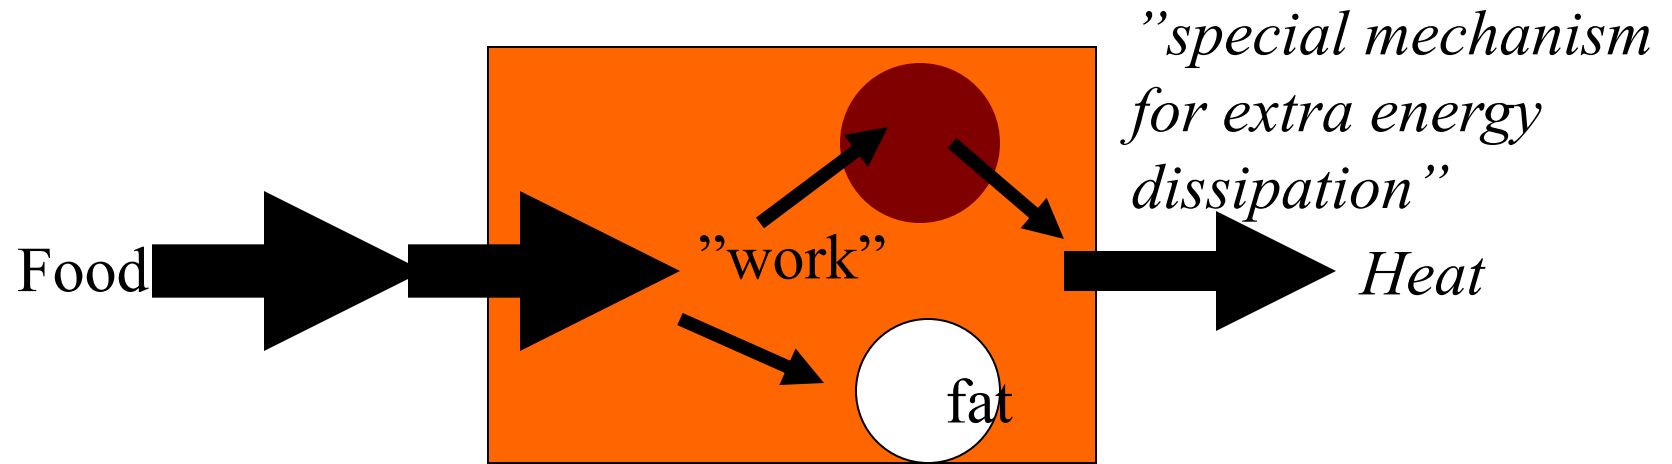 ”special mechanism
for extra energy
dissipation”
Food
”work”
Heat
fat